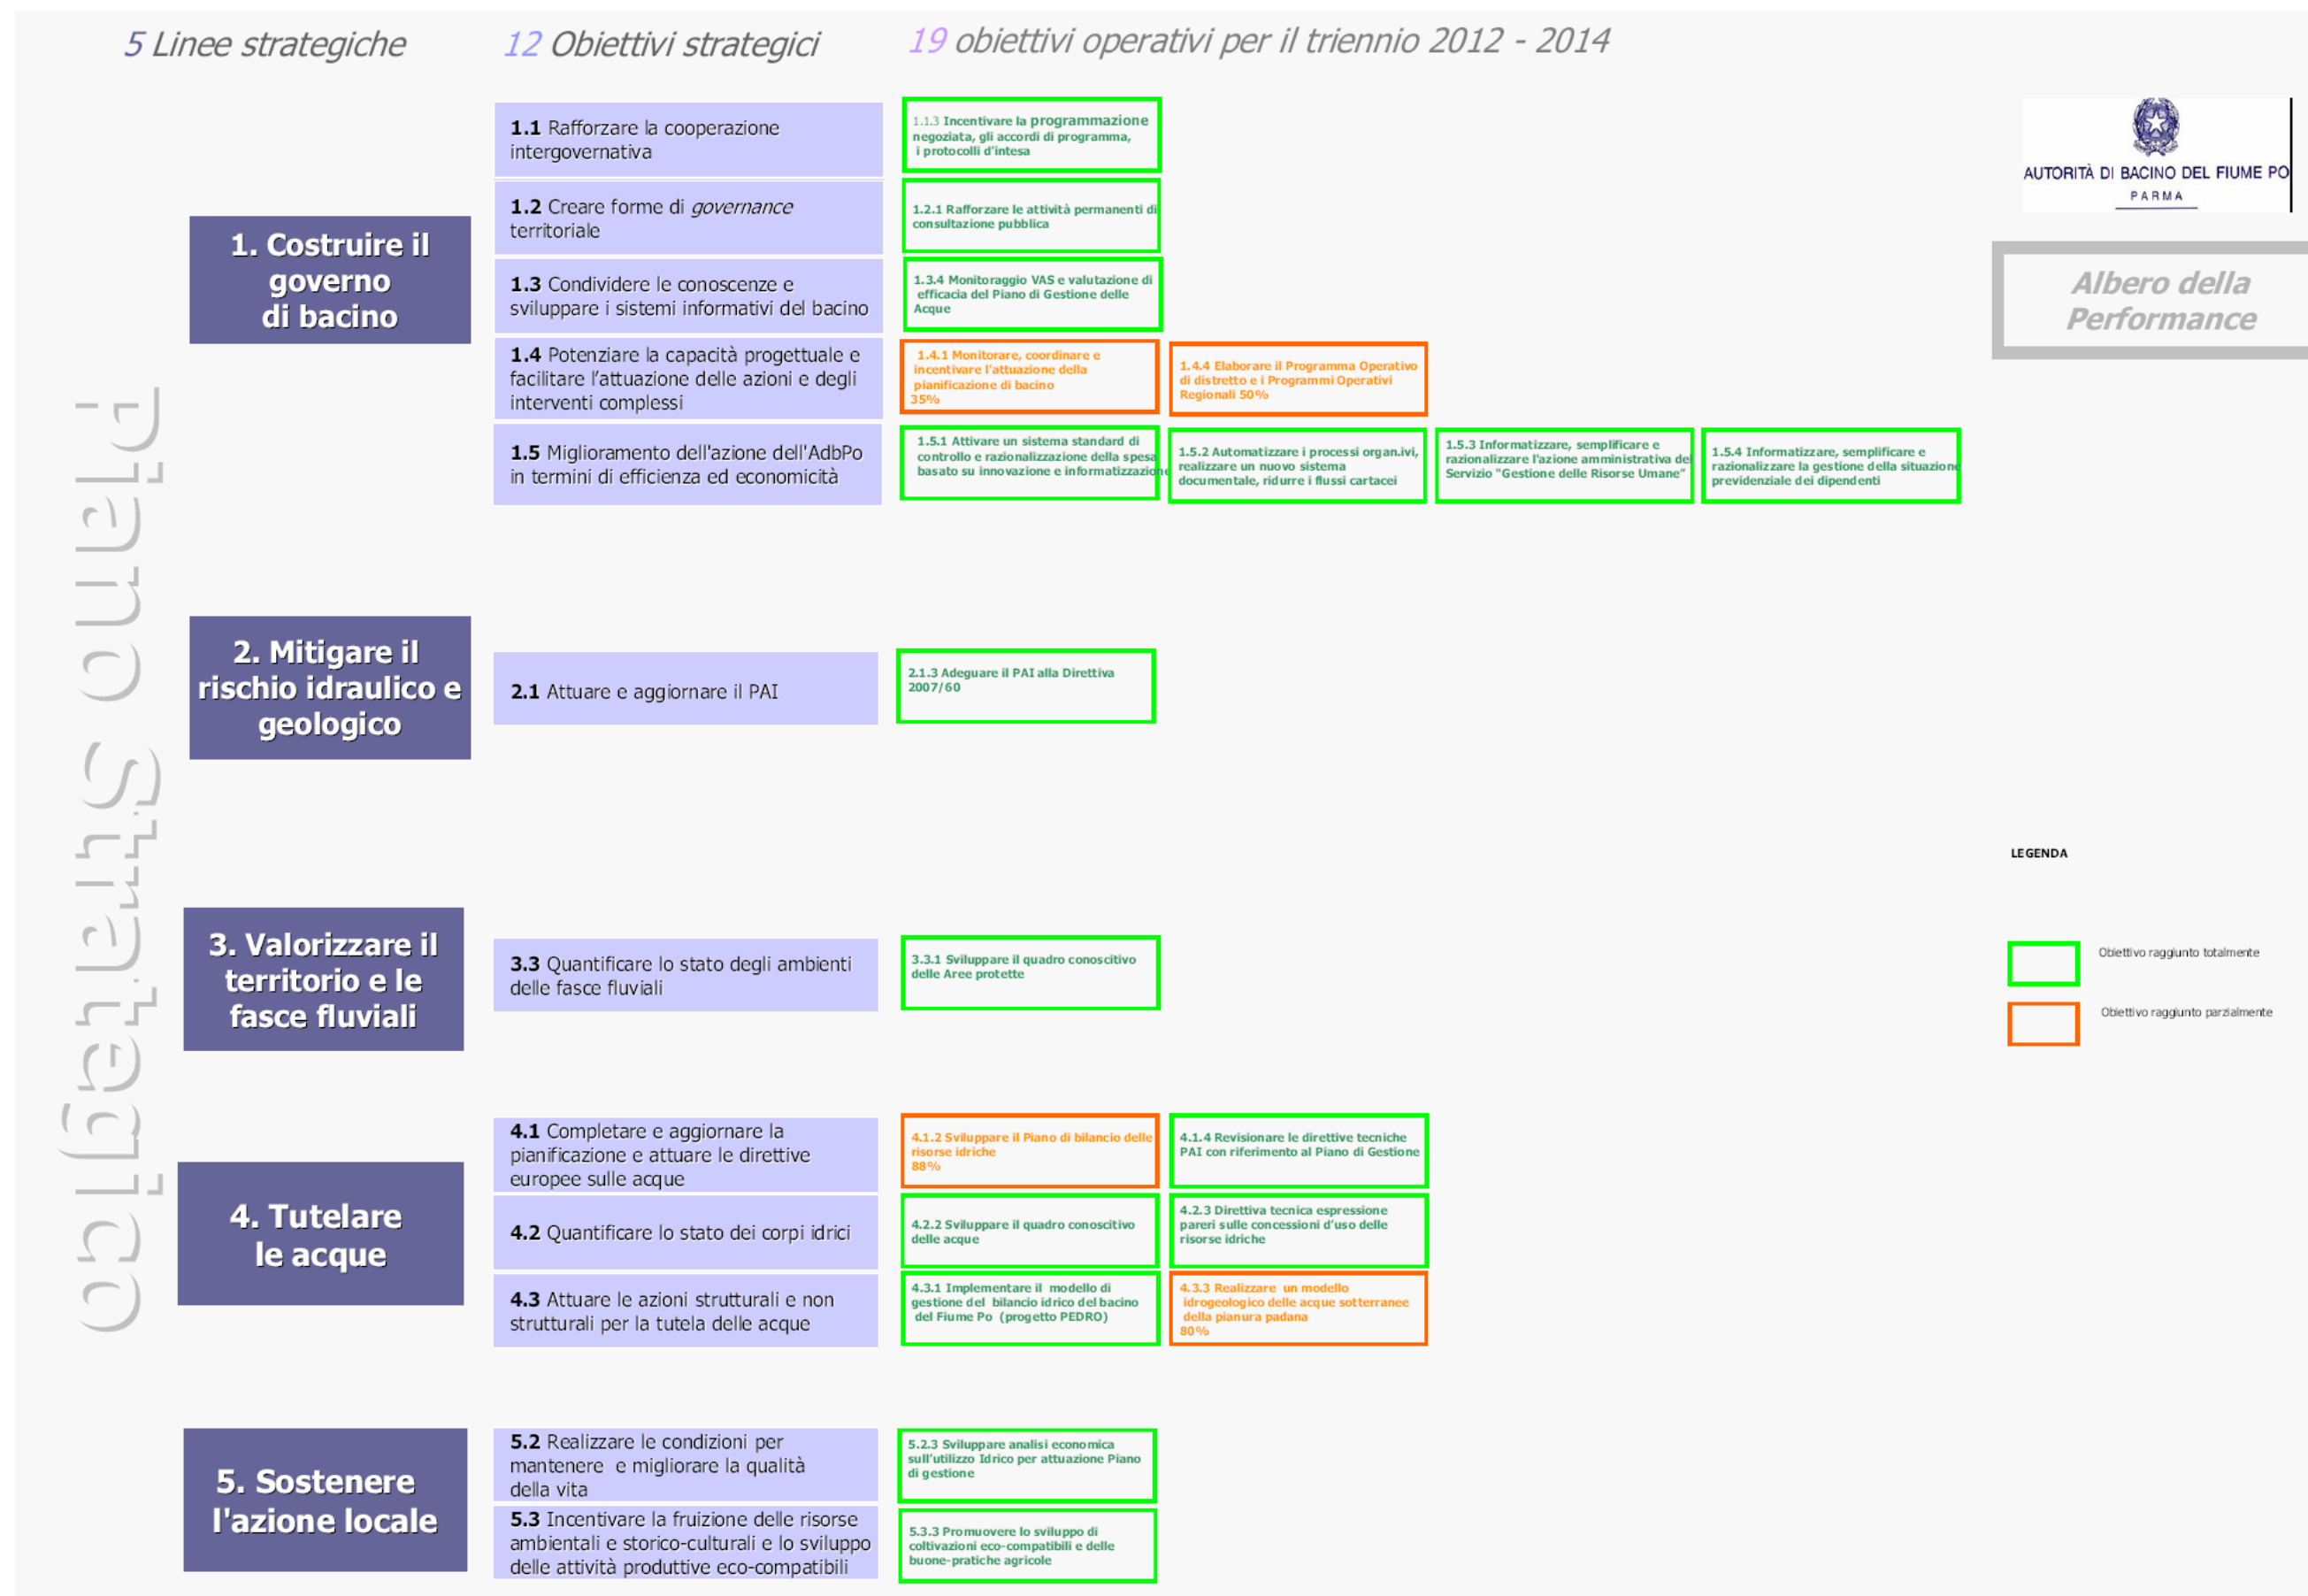 5 Linee strategiche
12 Obiettivi strategici
19 obiettivi operativi per il triennio 2012 - 2014
AUTORITÀ DI BACINO DEL FIUME PO
PARMA
Albero della
Performance
Piano Strategico
1. Costruire il
governo
di bacino
1.1 Rafforzare la cooperazione
intergovernativa
1.1.3 Incentivare la programmazione
negoziata, gli accordi di programma,
i protocolli d'intesa
1.2 Creare forme di governance
territoriale
1.2.1 Rafforzare le attività permanenti di
consultazione pubblica
1.3 Condividere le conoscenze e
sviluppare i sistemi informativi del bacino
1.3.4 Monitoraggio VAS e valutazione di
efficacia del Piano di Gestione delle
Acque
1.4 Potenziare la capacità progettuale e
facilitare l'attuazione delle azioni e degli
interventi complessi
1.4.1 Monitorare, coordinare e
incentivare l'attuazione della
pianificazione di bacino
35%
1.4.4 Elaborare il Programma Operativo
di distretto e i Programmi Operativi
Regionali 50%
1.5 Miglioramento dell'azione dell'AdbPo
in termini di efficienza ed economicità
1.5.1 Attivare un sistema standard di
controllo e razionalizzazione della spesa
basato su innovazione e informatizzazione
1.5.2 Automatizzare i processi organ.ivi,
realizzare un nuovo sistema
documentale, ridurre i flussi cartacei
1.5.3 Informatizzare, semplificare e
razionalizzare l'azione amministrativa del
Servizio "Gestione delle Risorse Umane"
1.5.4 Informatizzare, semplificare e
razionalizzare la gestione della situazione
previdenziale dei dipendenti
2. Mitigare il
rischio idraulico e
geologico
2.1 Attuare e aggiornare il PAI
2.1.3 Adeguare il PAI alla Direttiva
2007/60
LEGENDA
Obiettivo raggiunto totalmente
Obiettivo raggiunto parzialmente
3. Valorizzare il
territorio e le
fasce fluviali
3.3 Quantificare lo stato degli ambienti
delle fasce fluviali
3.3.1 Sviluppare il quadro conoscitivo
delle Aree protette
4. Tutelare
le acque
4.1 Completare e aggiornare la
pianificazione e attuare le direttive
europee sulle acque
4.1.2 Sviluppare il Piano di bilancio delle
risorse idriche
88%
4.1.4 Revisionare le direttive tecniche
PAI con riferimento al Piano di Gestione
4.2 Quantificare lo stato dei corpi idrici
4.2.2 Sviluppare il quadro conoscitivo
delle acque
4.2.3 Direttiva tecnica espressione
pareri sulle concessioni d'uso delle
risorse idriche
4.3 Attuare le azioni strutturali e non
strutturali per la tutela delle acque
4.3.1 Implementare il modello di
gestione del bilancio idrico del bacino
del Fiume Po (progetto PEDRO)
4.3.3 Realizzare un modello
idrogeologico delle acque sotterranee
della pianura padana
80%
5. Sostenere
l'azione locale
5.2 Realizzare le condizioni per
mantenere e migliorare la qualità
della vita
5.2.3 Sviluppare analisi economica
sull'utilizzo Idrico per attuazione Piano
di gestione
5.3 Incentivare la fruizione delle risorse
ambientali e storico-culturali e lo sviluppo
delle attività produttive eco-compatibili
5.3.3 Promuovere lo sviluppo di
coltivazioni eco-compatibili e delle
buone-pratiche agricole